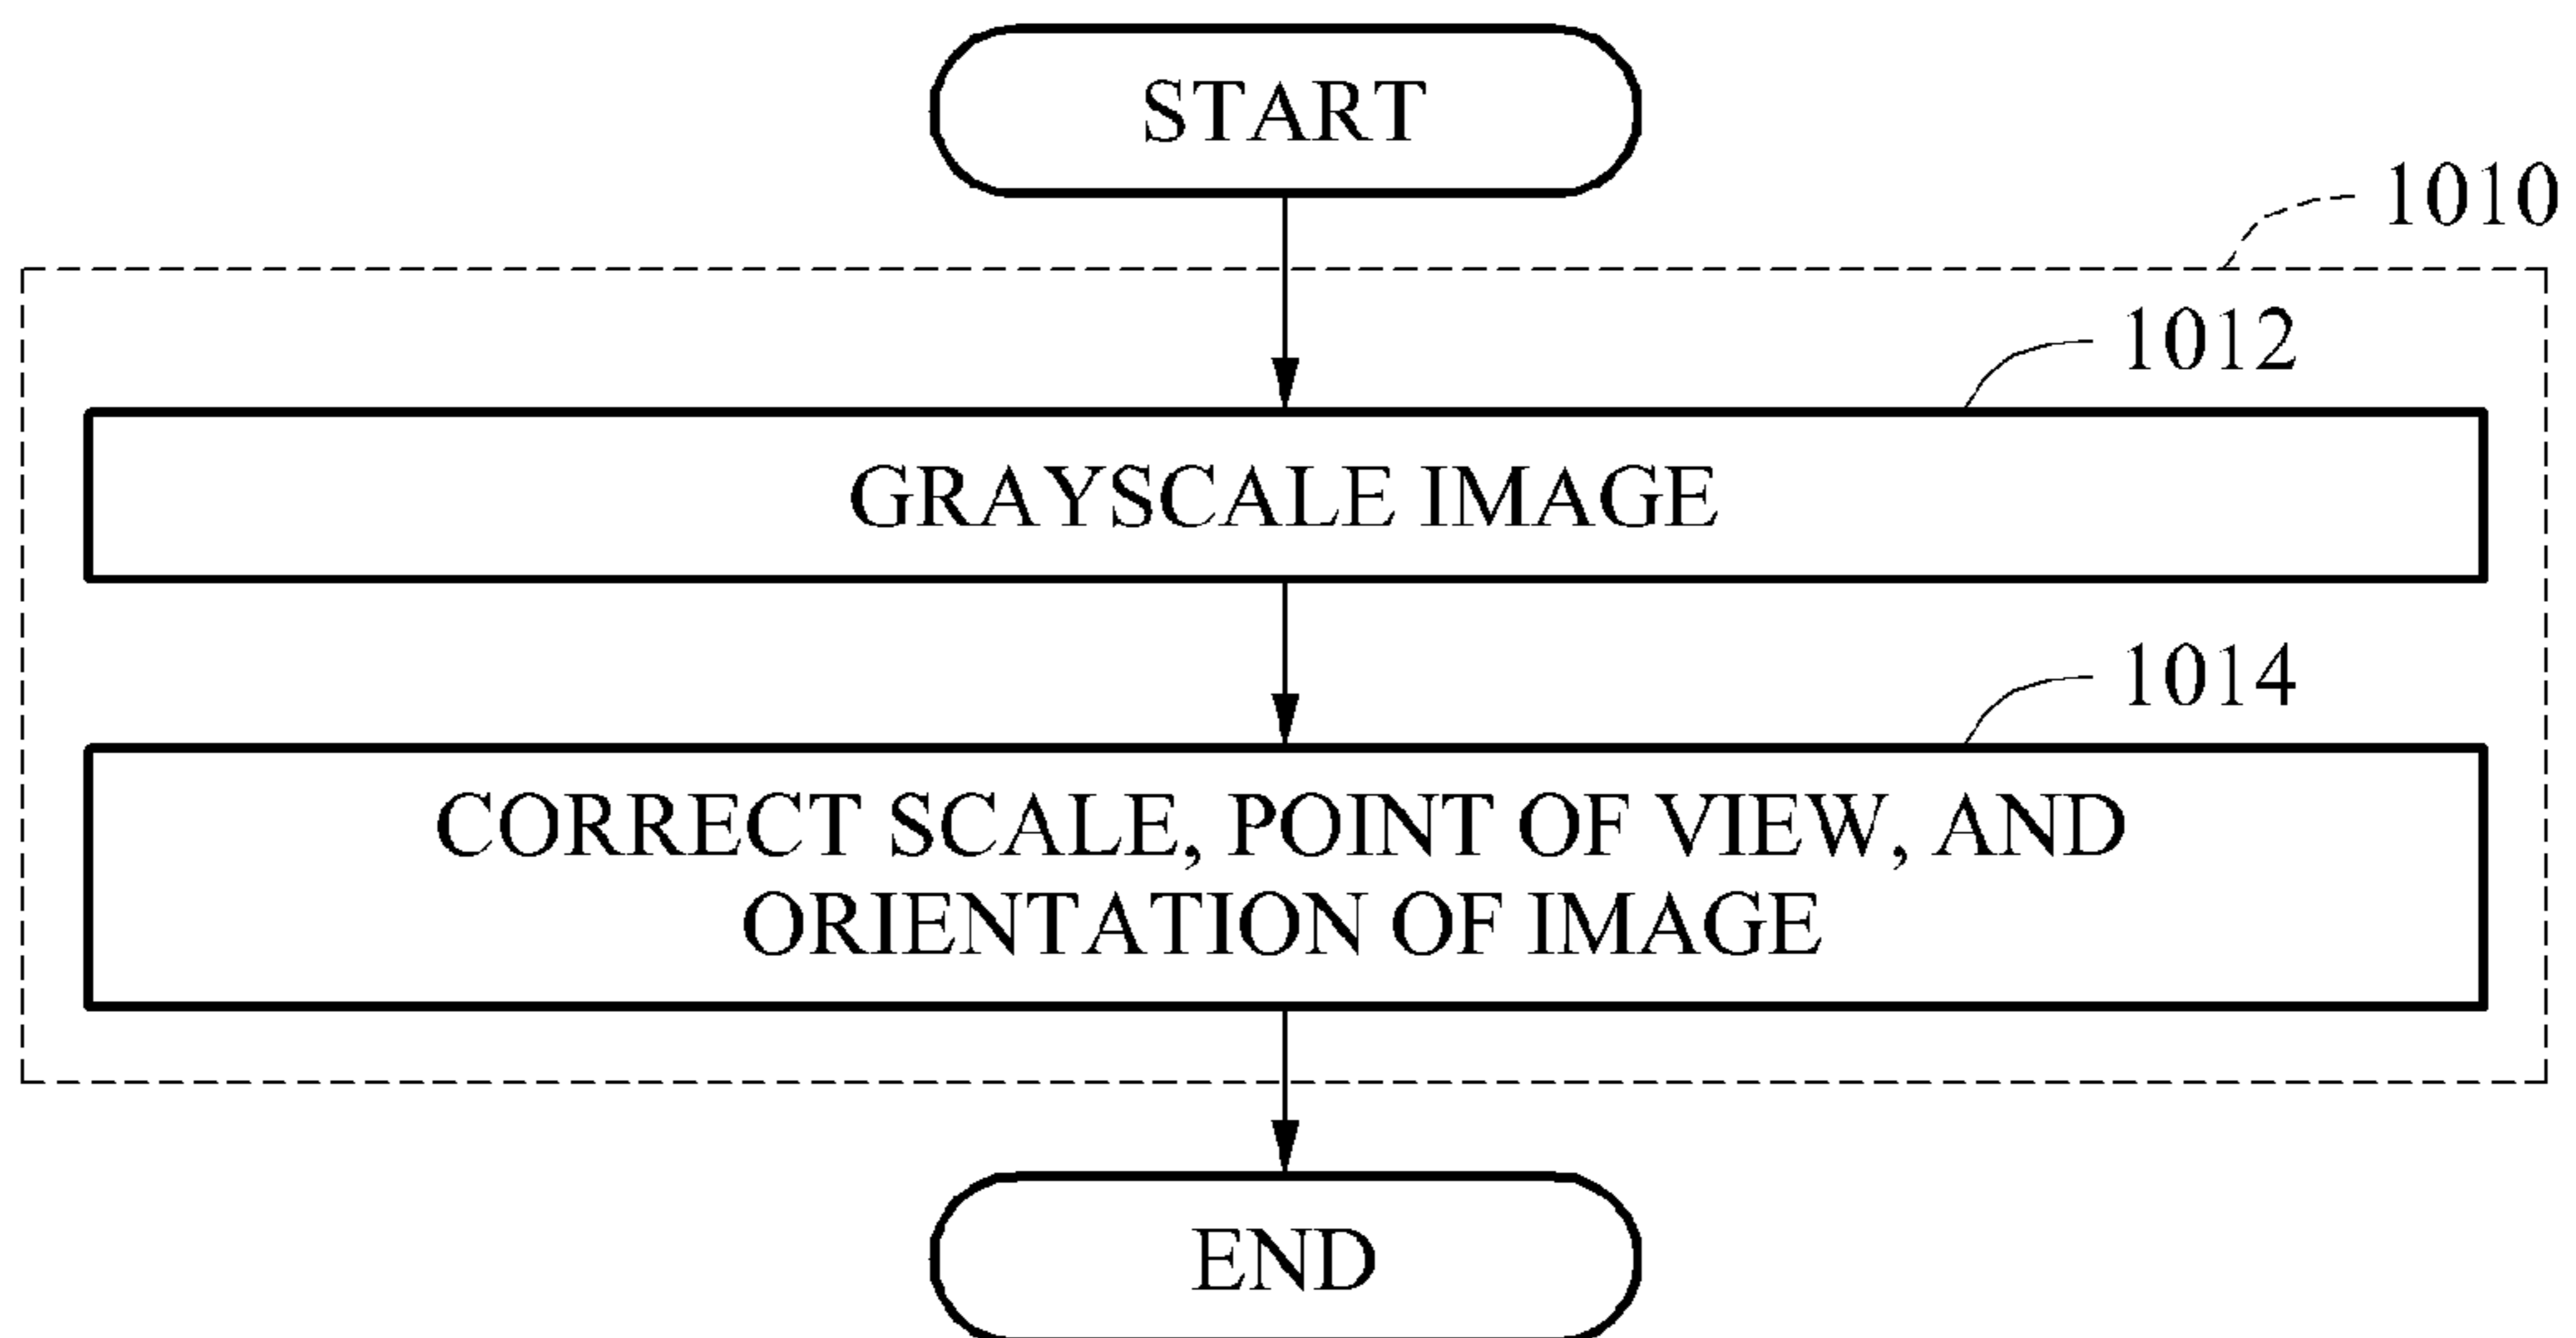 START
1010
1012
GRAYSCALE IMAGE
1014
CORRECT SCALE, POINT OF VIEW, AND
ORIENTATION OF IMAGE
END